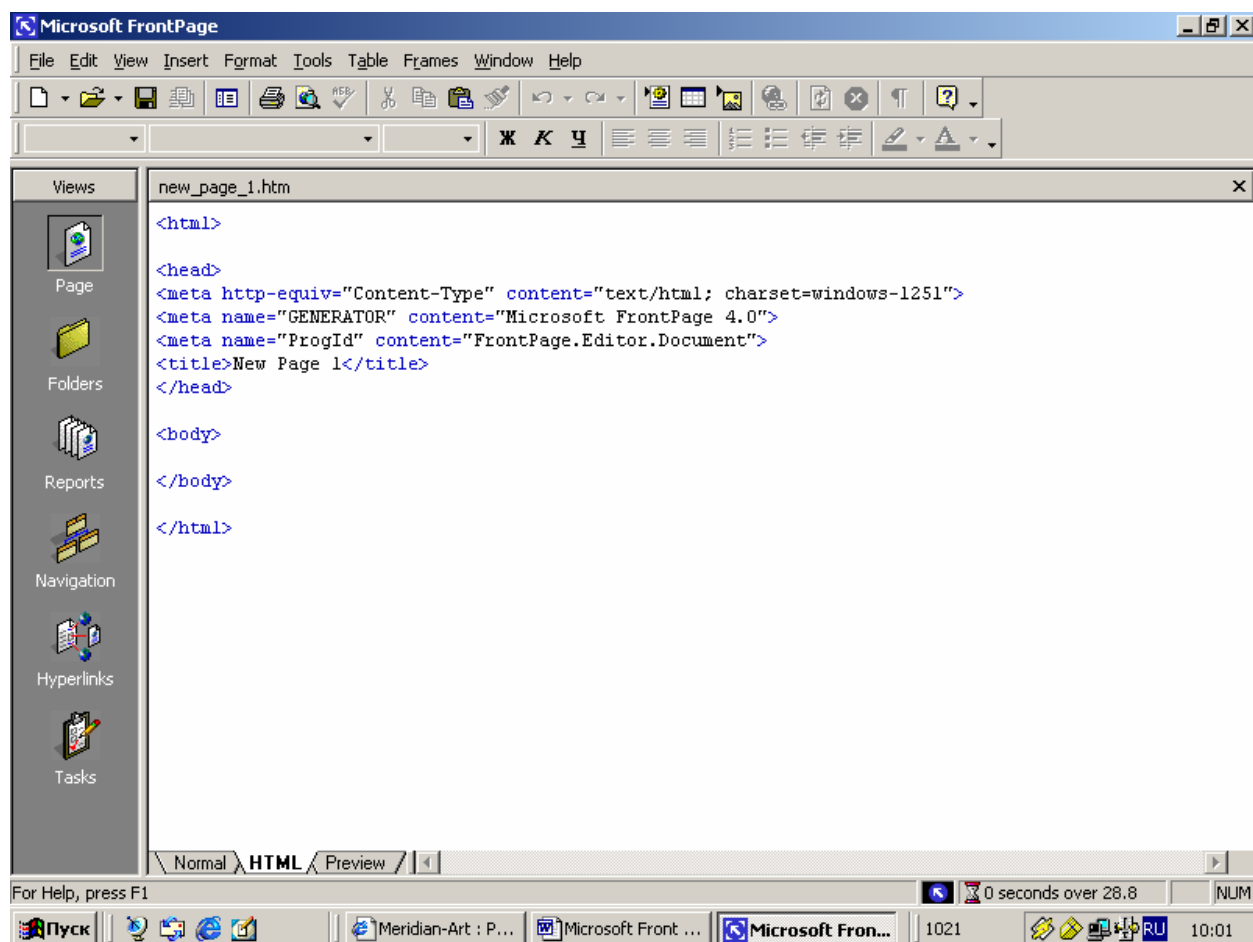 Microsoft FrontPage
File Edit View Insert Format Tools Table Frames Window Help
Ж К Ч
Views
new_page_1.htm
Page
Folders
Reports
Navigation
Hyperlinks
Tasks
<html>
<head>
<meta http-equiv="Content-Type" content="text/html; charset=windows-1251">
<meta name="GENERATOR" content="Microsoft FrontPage 4.0">
<meta name="ProgId" content="FrontPage.Editor.Document">
<title>New Page 1</title>
</head>
<body>
</body>
</html>
Normal HTML Preview
For Help, press F1
0 seconds over 28.8
NUM
Пуск
Meridian-Art : P...
Microsoft Front ...
Microsoft Fron...
1021
RU
10:01